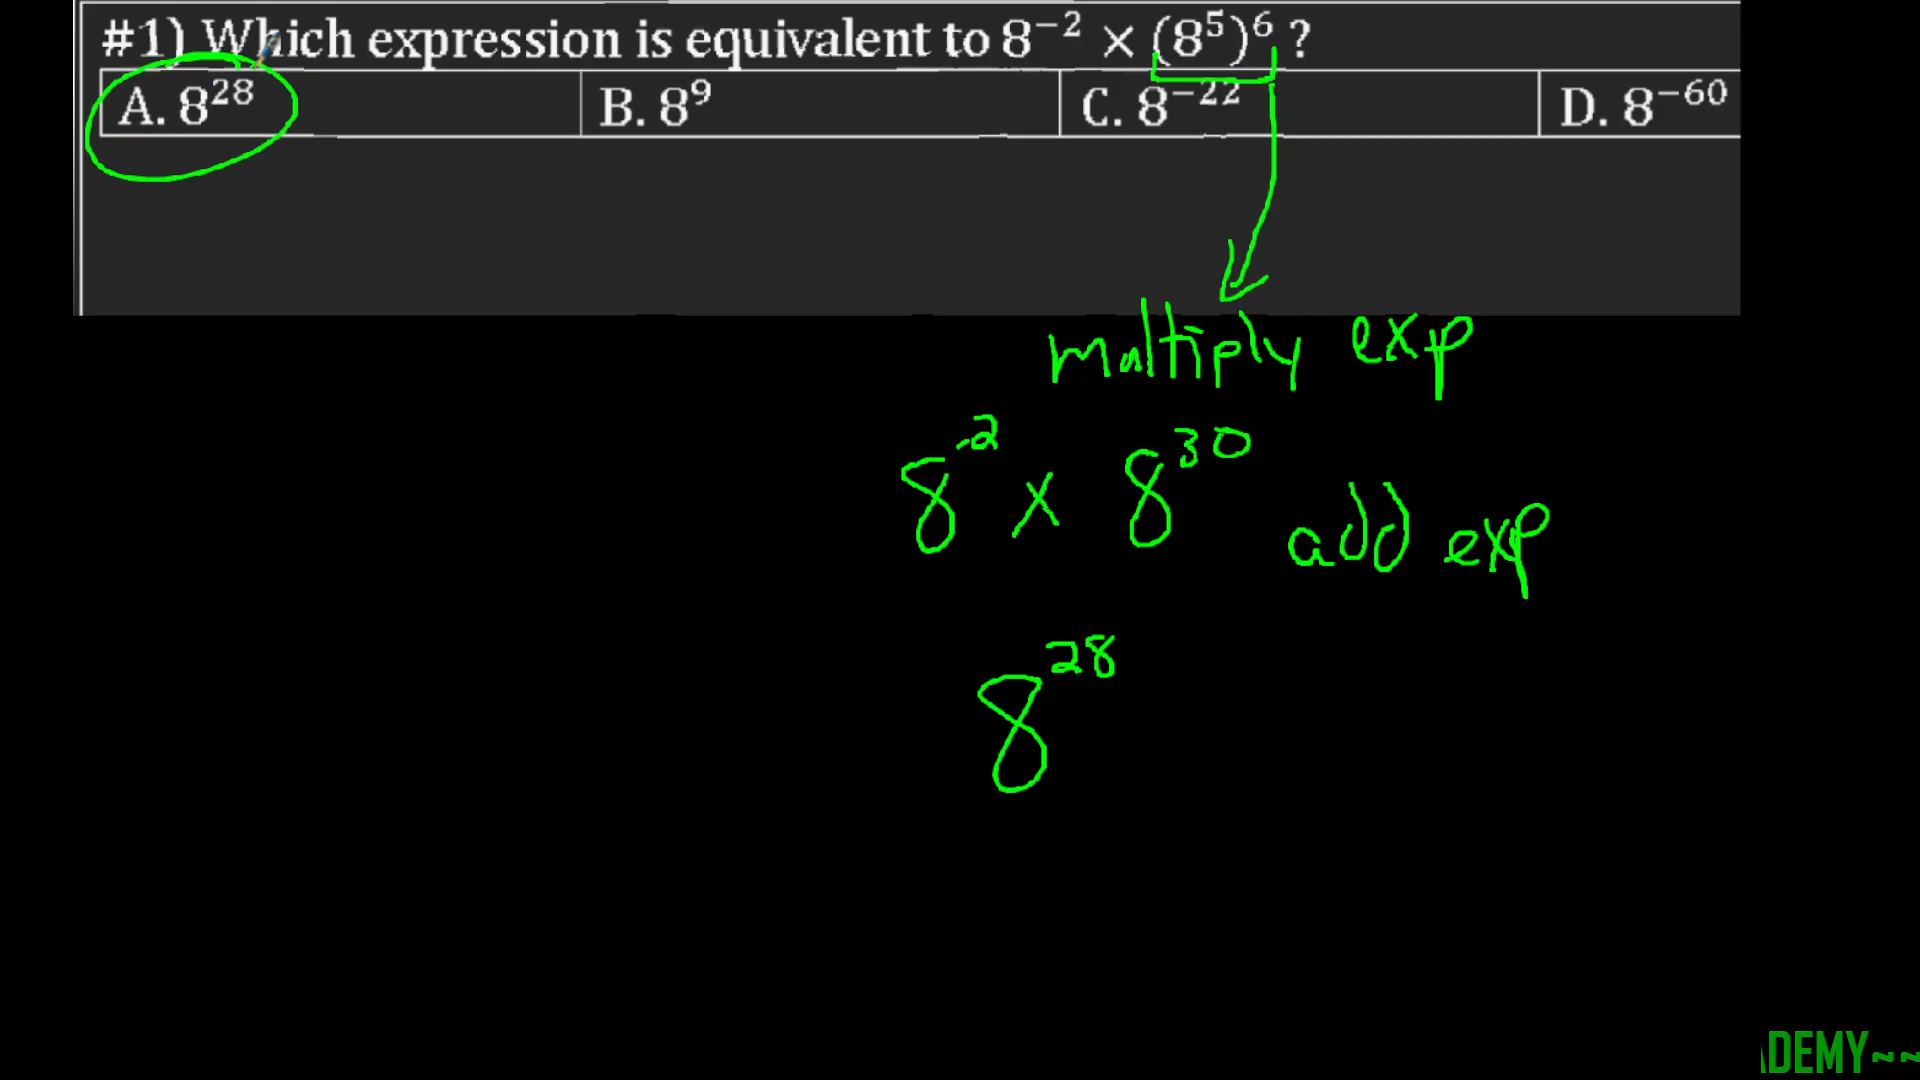 #1) Which expression is equivalent to 8⁻² × (8⁵)⁶ ?
A. 8²⁸ B. 8⁹ C. 8⁻²² D. 8⁻⁶⁰
multiply exp
8⁻² x 8³⁰ add exp
8²⁸
DEMY~~